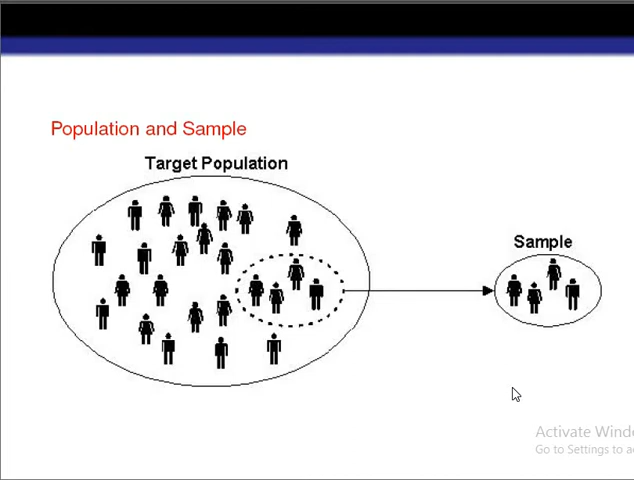 Population and Sample
Target Population
Sample
Activate Windo
Go to Settings to a